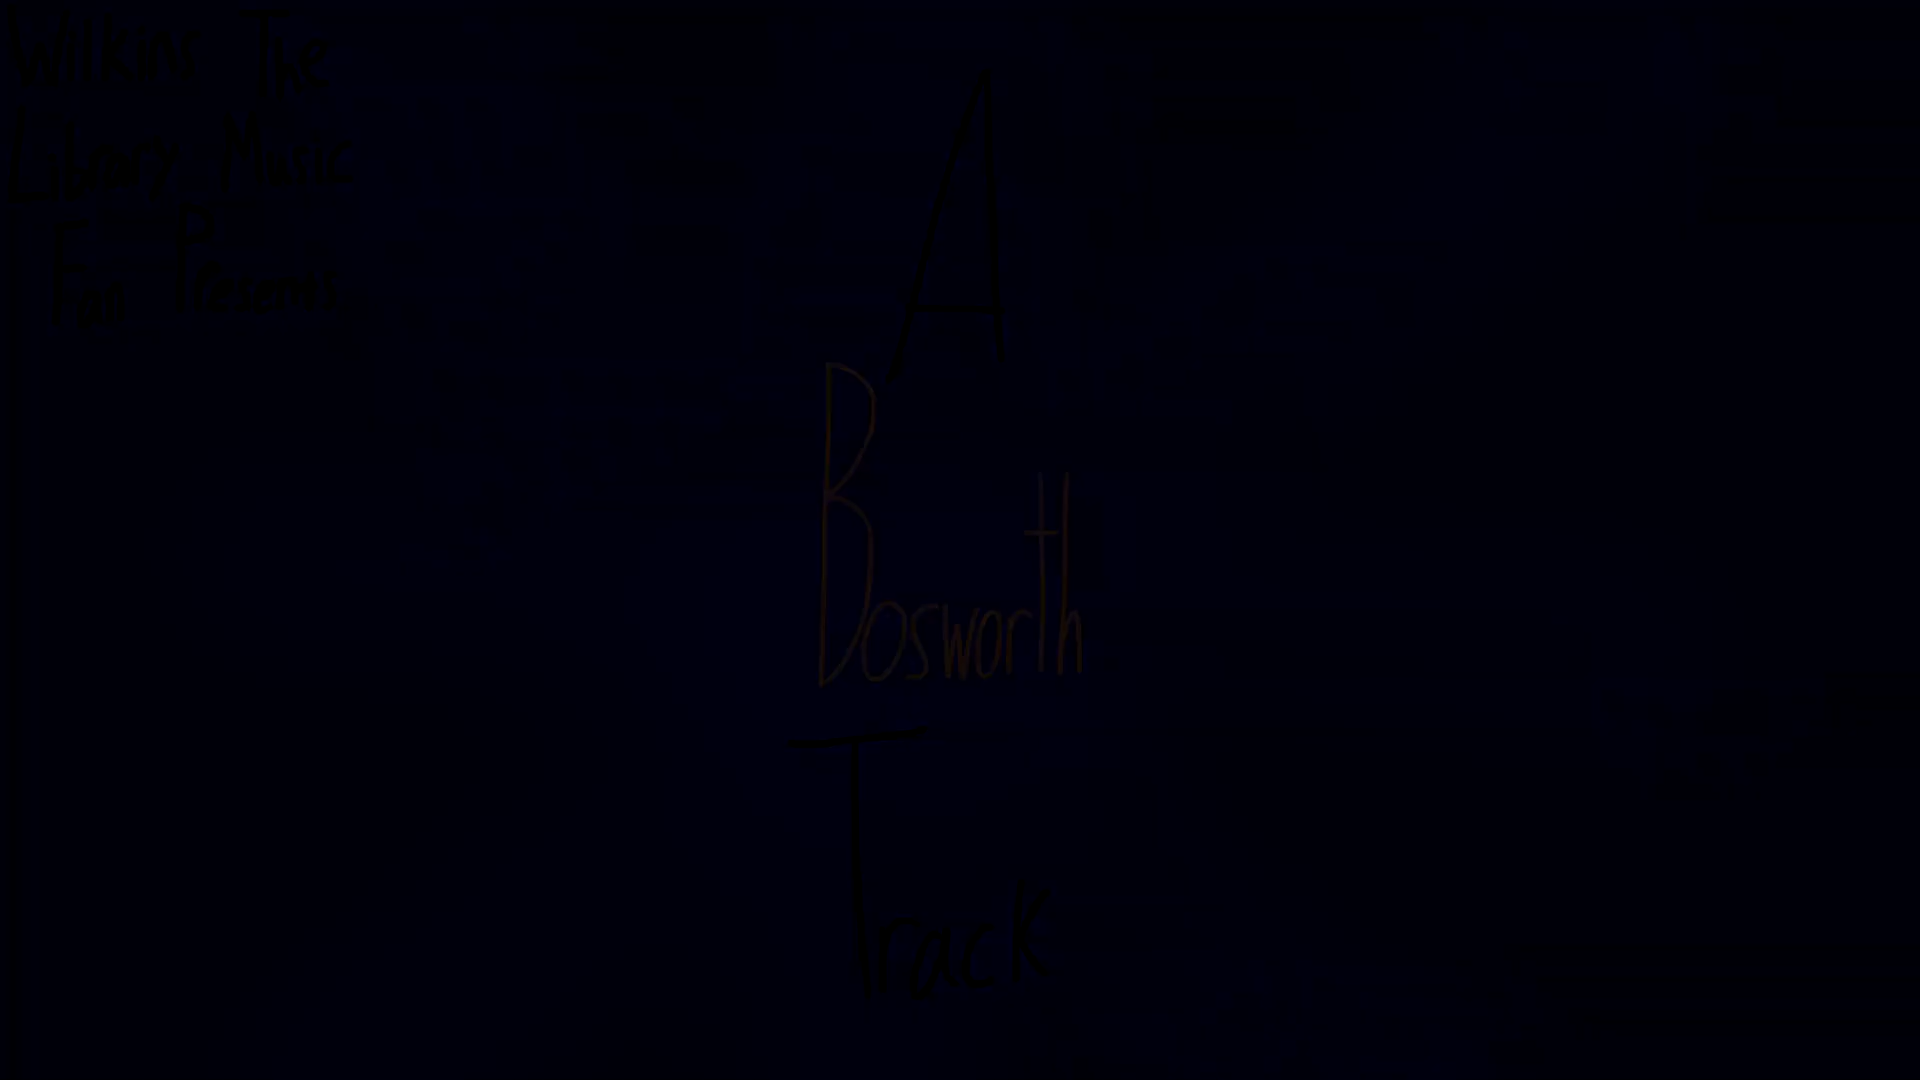 Wilkins The
Library Music
Fan Presents
A
Bosworth
Track